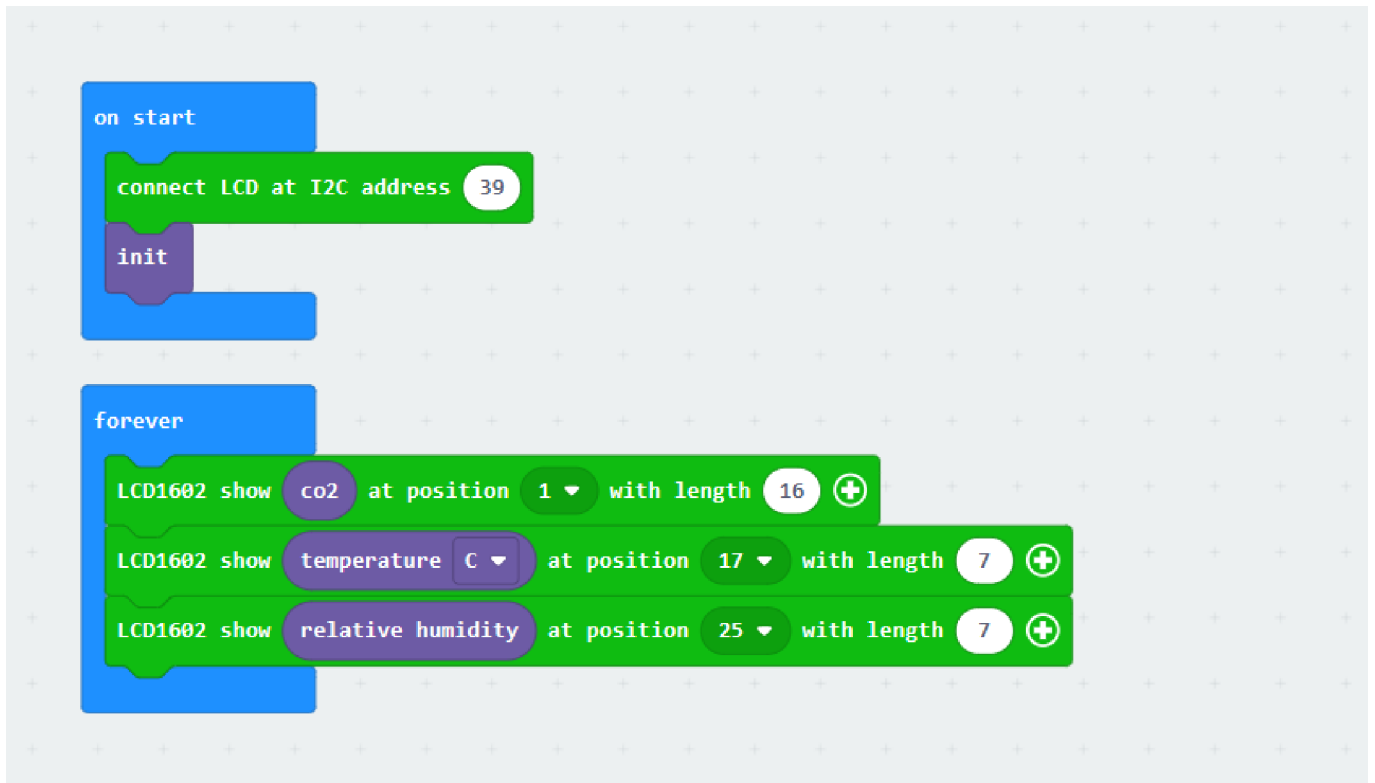 on start
connect LCD at I2C address 39
init
forever
LCD1602 show co2 at position 1 with length 16
LCD1602 show temperature C at position 17 with length 7
LCD1602 show relative humidity at position 25 with length 7